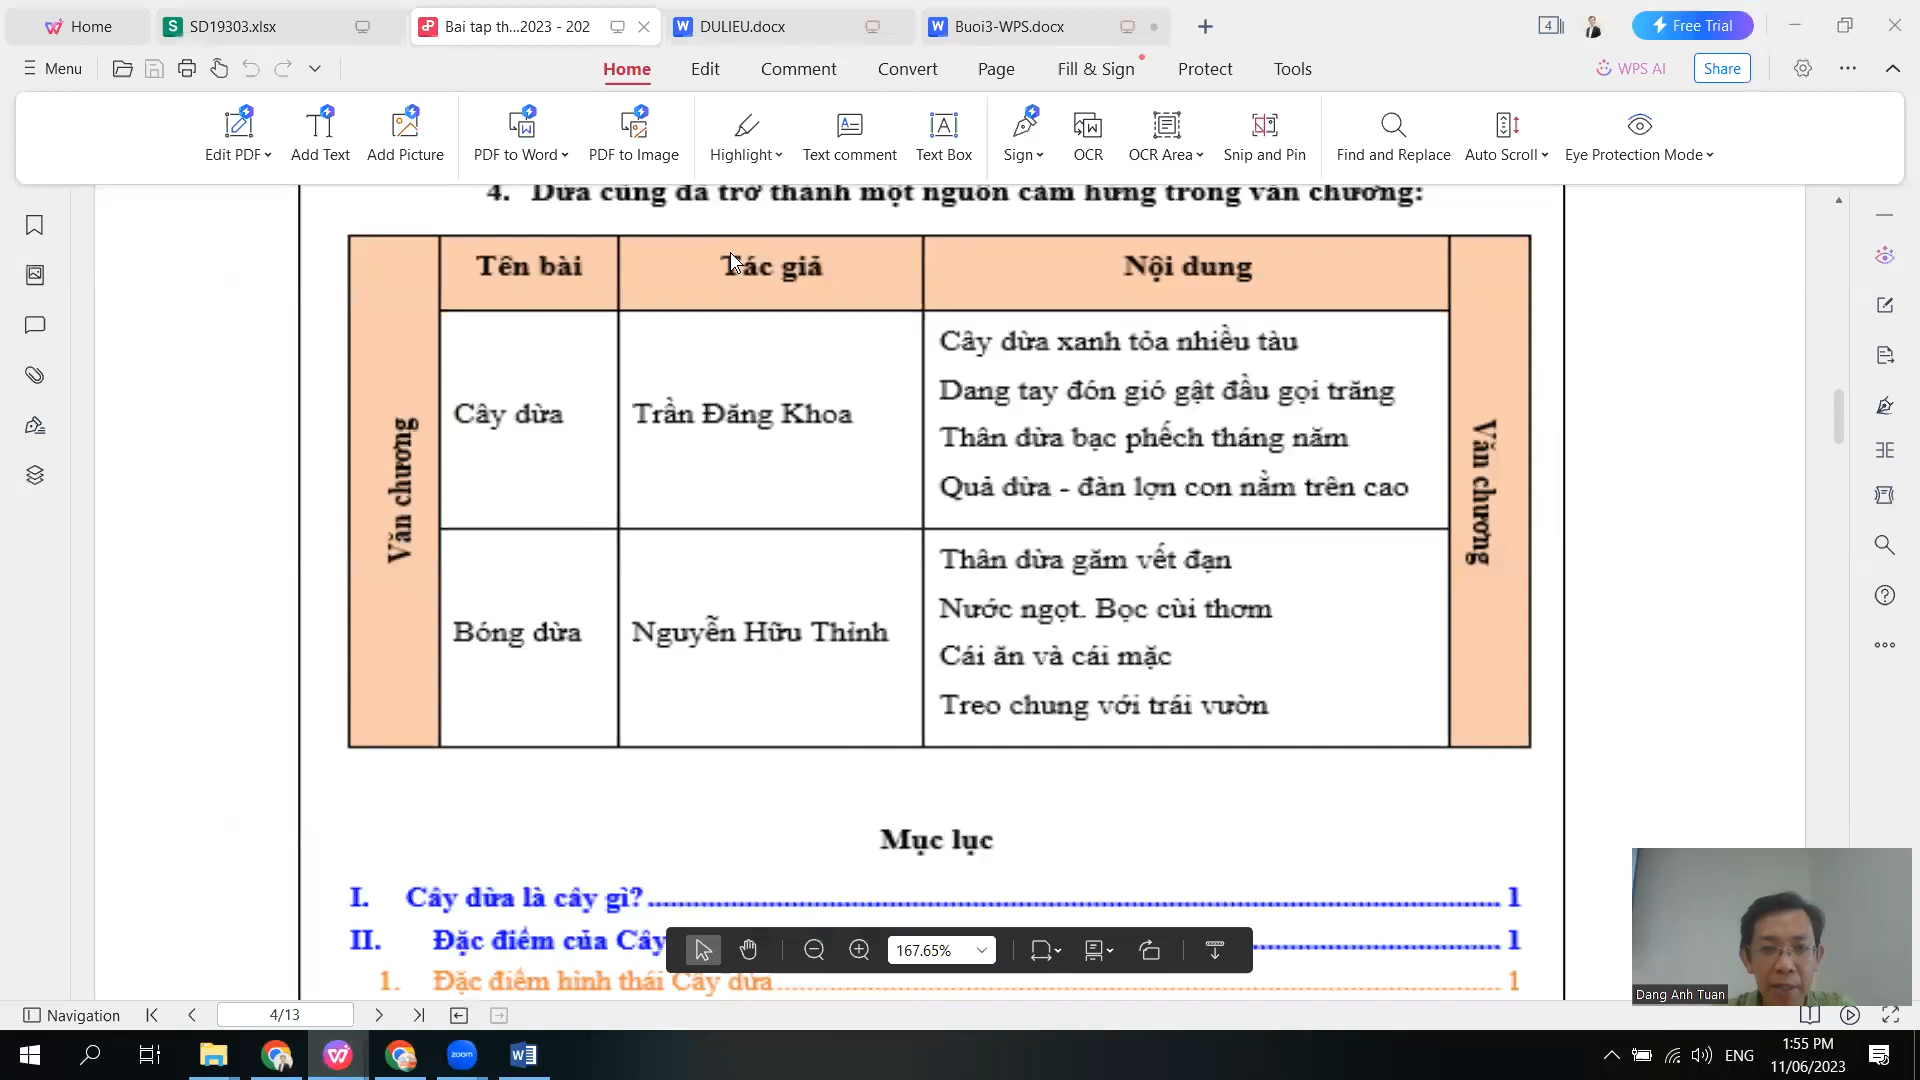 Home
SD19303.xlsx
Bai tap th...2023 - 202
DULIEU.docx
Buoi3-WPS.docx
4
Free Trial
Menu
Home
Edit
Comment
Convert
Page
Fill & Sign
Protect
Tools
WPS AI
Share
Edit PDF
Add Text
Add Picture
PDF to Word
PDF to Image
Highlight
Text comment
Text Box
Sign
OCR
OCR Area
Snip and Pin
Find and Replace
Auto Scroll
Eye Protection Mode
4. Dừa cũng đã trở thành một nguồn cảm hứng trong văn chương:
Văn chương
Tên bài
Tác giả
Nội dung
Văn chương
Cây dừa
Trần Đăng Khoa
Cây dừa xanh tỏa nhiều tàu
Dang tay đón gió gật đầu gọi trăng
Thân dừa bạc phếch tháng năm
Quả dừa - đàn lợn con nằm trên cao
Bóng dừa
Nguyễn Hữu Thỉnh
Thân dừa găm vết đạn
Nước ngọt. Bọc cùi thơm
Cái ăn và cái mặc
Treo chung với trái vườn
Mục lục
I. Cây dừa là cây gì? 1
II. Đặc điểm của Cây 1
1. Đặc điểm hình thái Cây dừa 1
167.65%
Dang Anh Tuan
Navigation
4/13
zoom
ENG
1:55 PM
11/06/2023